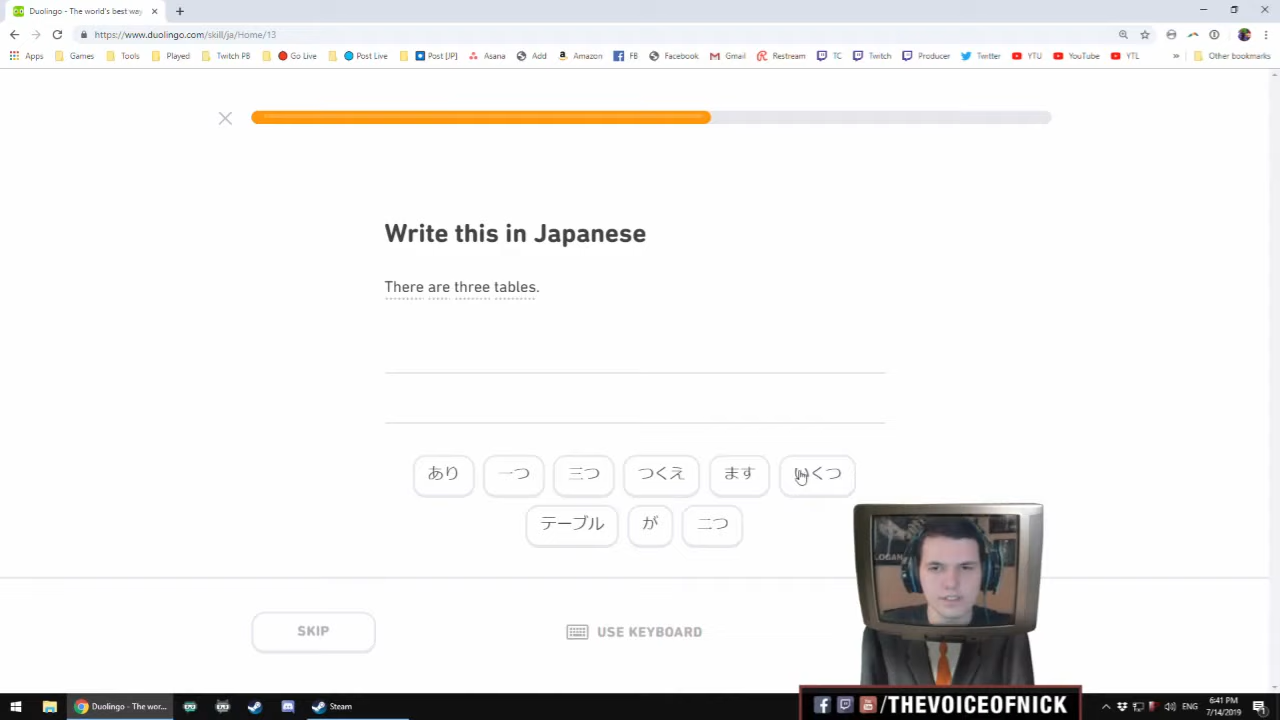 Duolingo - The world's best way
https://www.duolingo.com/skill/ja/Home/13
Apps Games Tools Played Twitch PB Go Live Post Live Post [JP] Asana Add Amazon FB Facebook Gmail Restream TC Twitch Producer Twitter YTU YouTube YTL » Other bookmarks
Write this in Japanese
There are three tables.
あり 一つ 三つ つくえ ます いくつ
テーブル が 二つ
LOGAN
SKIP USE KEYBOARD
/THEVOICEOFNICK
Duolingo - The wor... Steam ENG 6:41 PM
7/14/2019